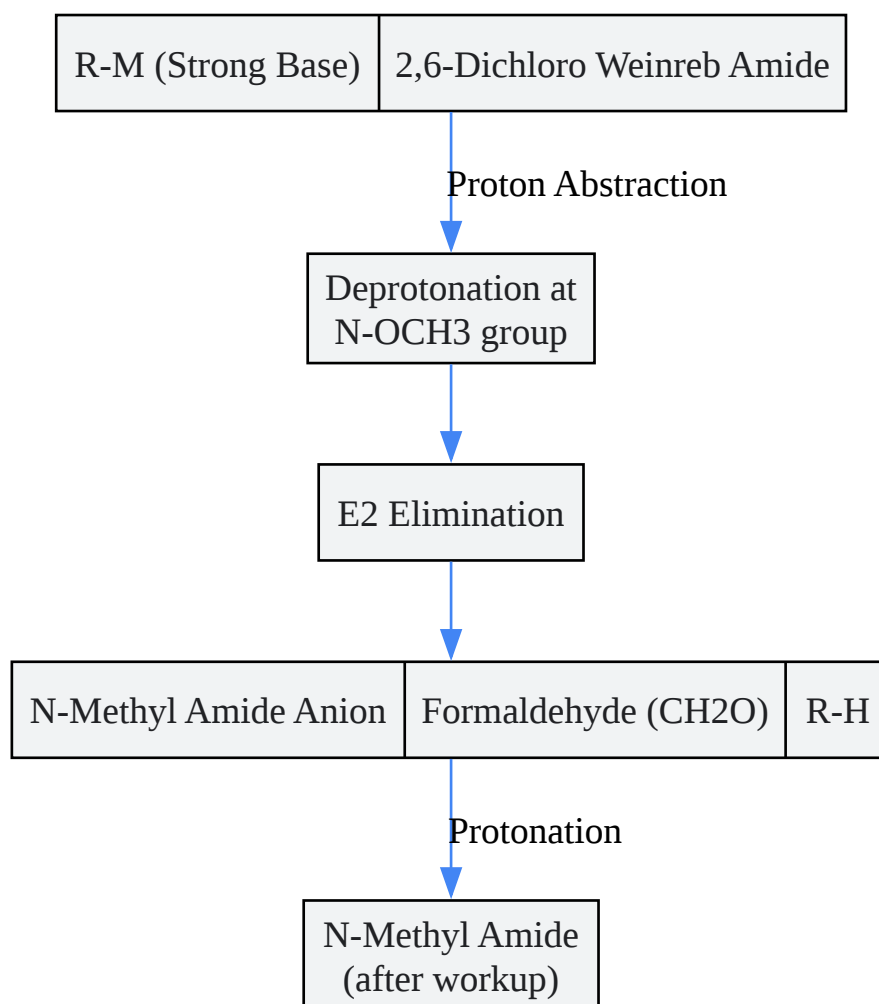 R-M (Strong Base)
2,6-Dichloro Weinreb Amide
Proton Abstraction
Deprotonation at
N-OCH3 group
E2 Elimination
N-Methyl Amide Anion
Formaldehyde (CH2O)
R-H
Protonation
N-Methyl Amide
(after workup)